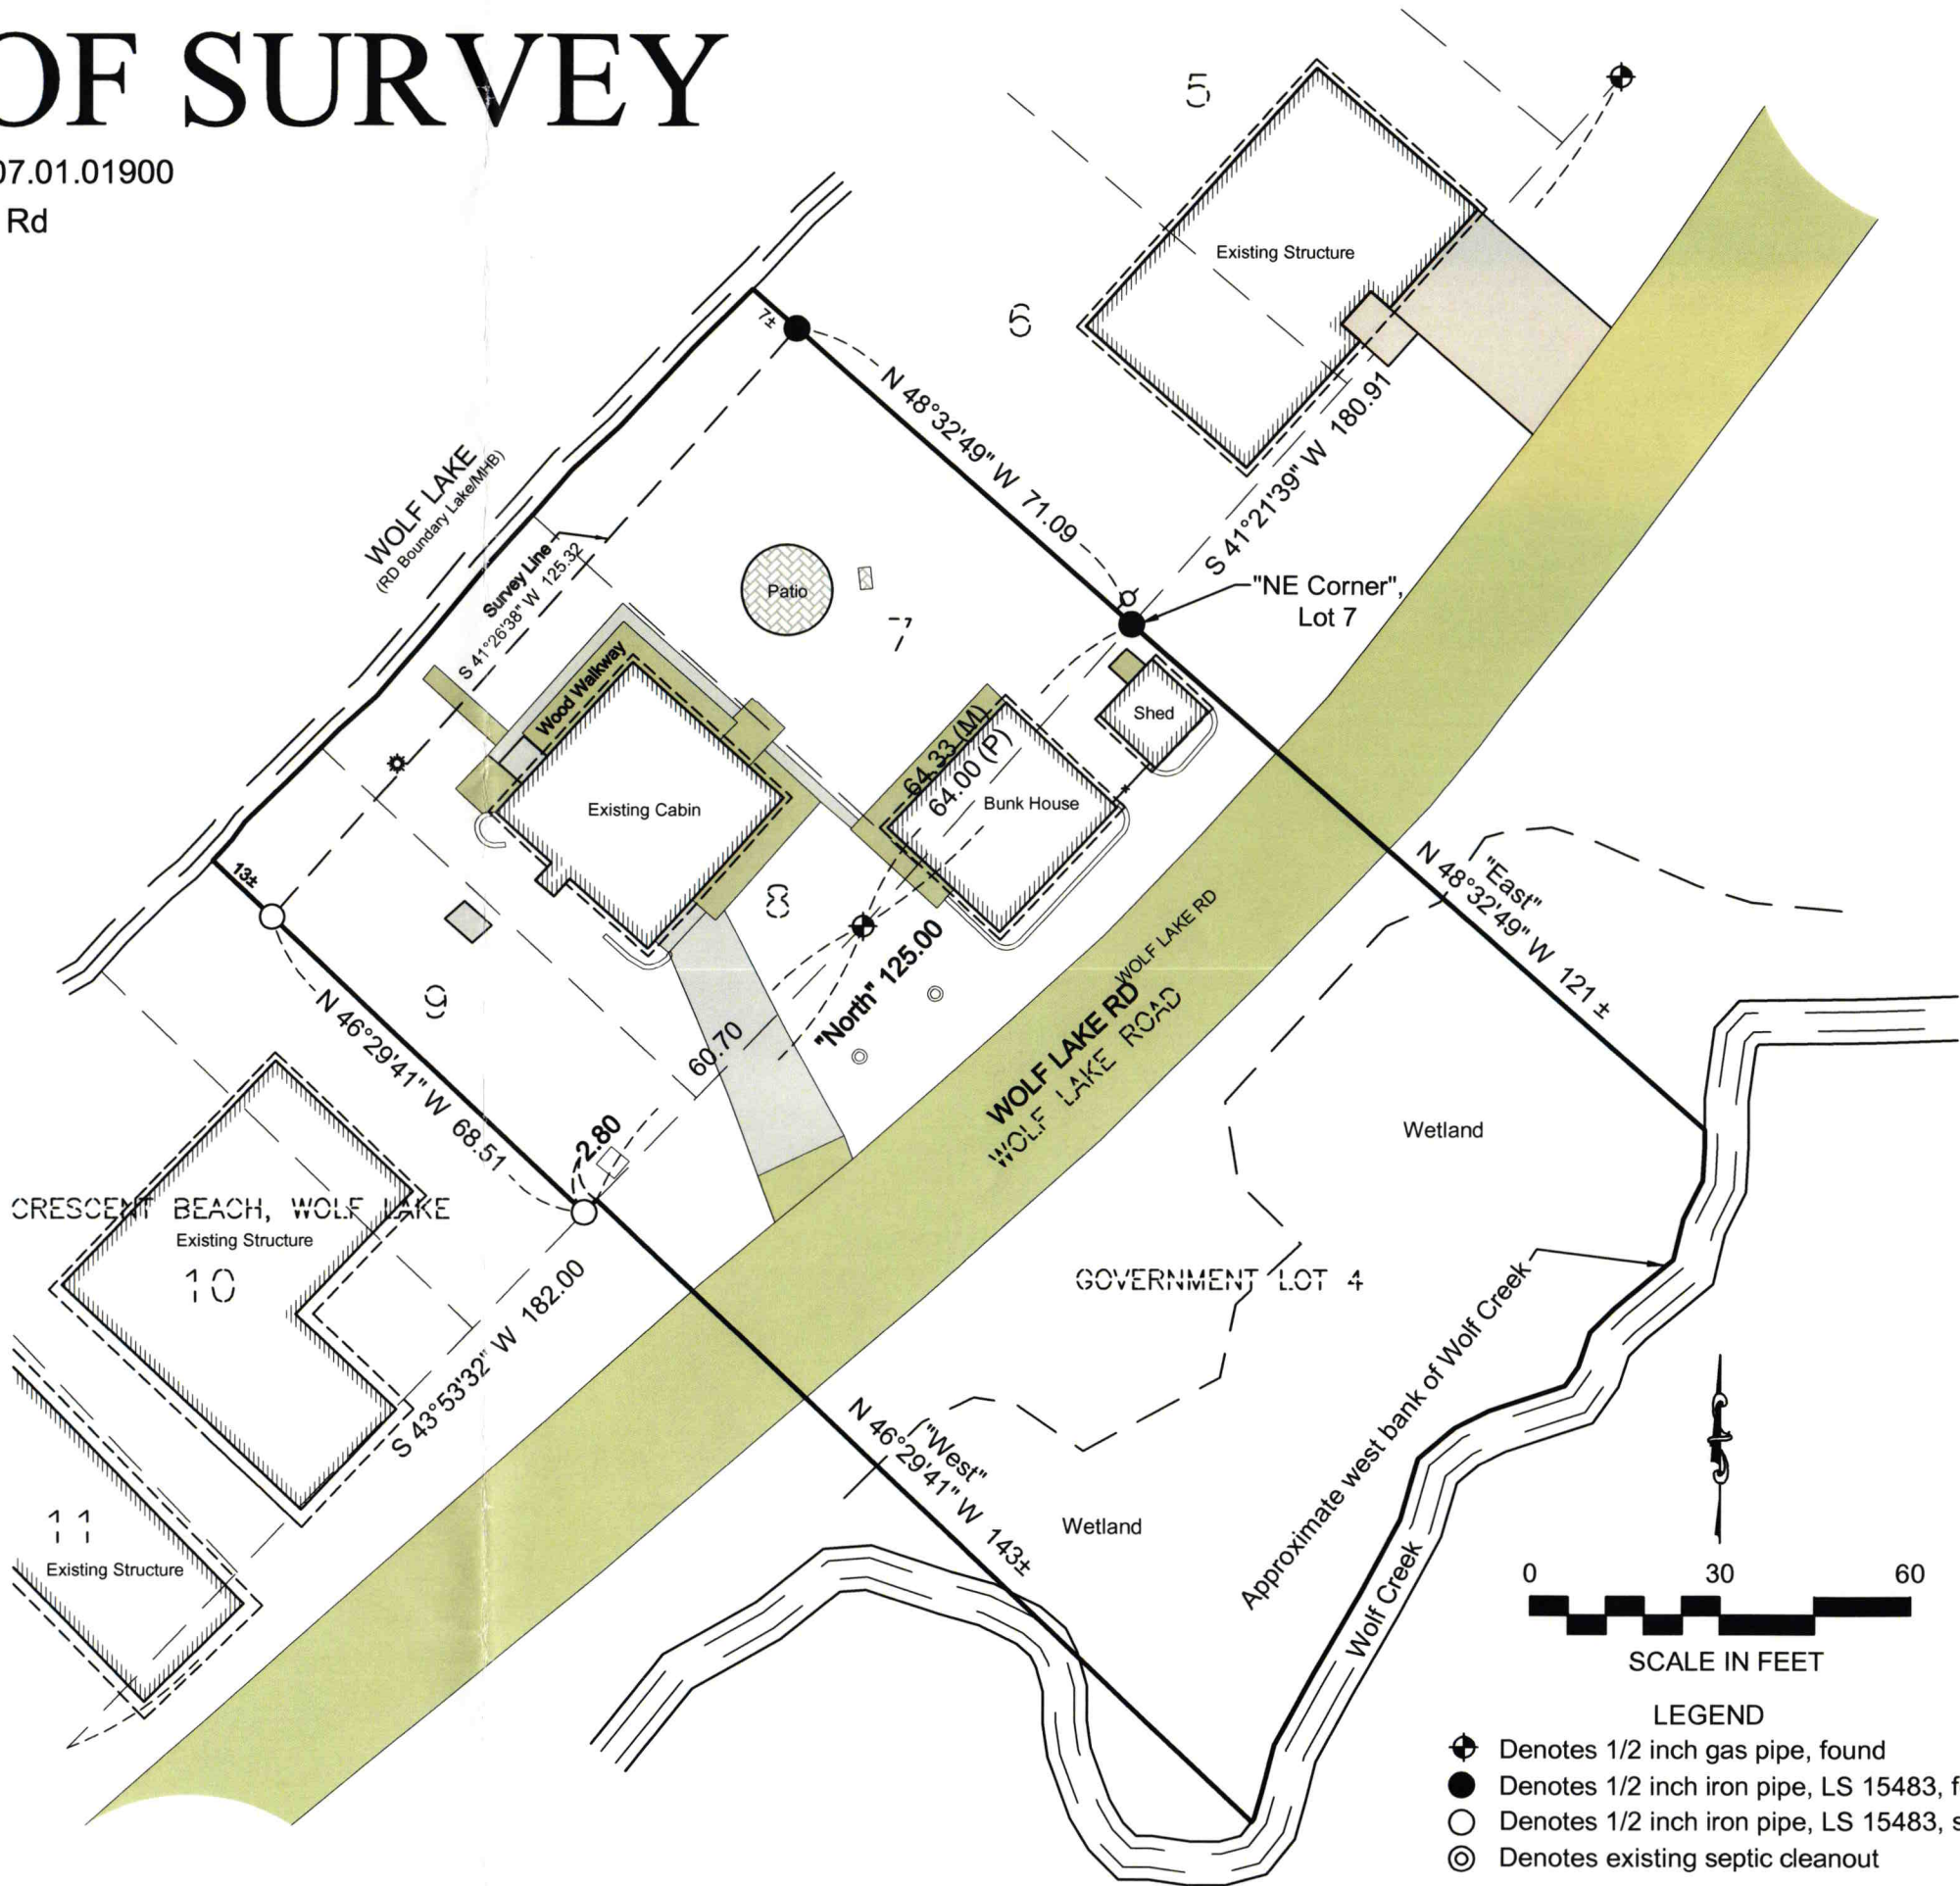 OF SURVEY
07.01.01900
Rd
5
Existing Structure
6
7±
N 48°32'49" W 71.09
S 41°21'39" W 180.91
WOLF LAKE
(RD Boundary Lake/MHB)
Survey Line
S 41°26'38" W 125.32
Patio
7
"NE Corner",
Lot 7
Wood Walkway
Shed
64.33 (M)
64.00 (P)
Bunk House
Existing Cabin
13±
8
9
"North" 125.00
60.70
WOLF LAKE RD
WOLF LAKE RD
WOLF LAKE ROAD
"East"
N 48°32'49" W 121 ±
N 46°29'41" W 68.51
2.80
Wetland
CRESCENT BEACH, WOLF LAKE
Existing Structure
10
S 43°53'32" W 182.00
GOVERNMENT LOT 4
Approximate west bank of Wolf Creek
"West"
N 46°29'41" W 143±
Wetland
11
Existing Structure
Wolf Creek
0 30 60
SCALE IN FEET
LEGEND
Denotes 1/2 inch gas pipe, found
Denotes 1/2 inch iron pipe, LS 15483, f
Denotes 1/2 inch iron pipe, LS 15483, s
Denotes existing septic cleanout